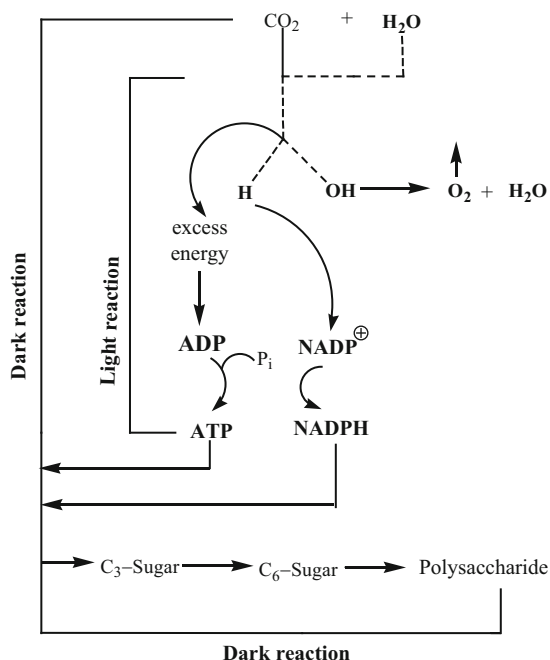 CO₂ + H₂O
H OH O₂ + H₂O
excess
energy
ADP Pᵢ NADP⊕
ATP NADPH
Light reaction
Dark reaction
C₃–Sugar C₆–Sugar Polysaccharide
Dark reaction